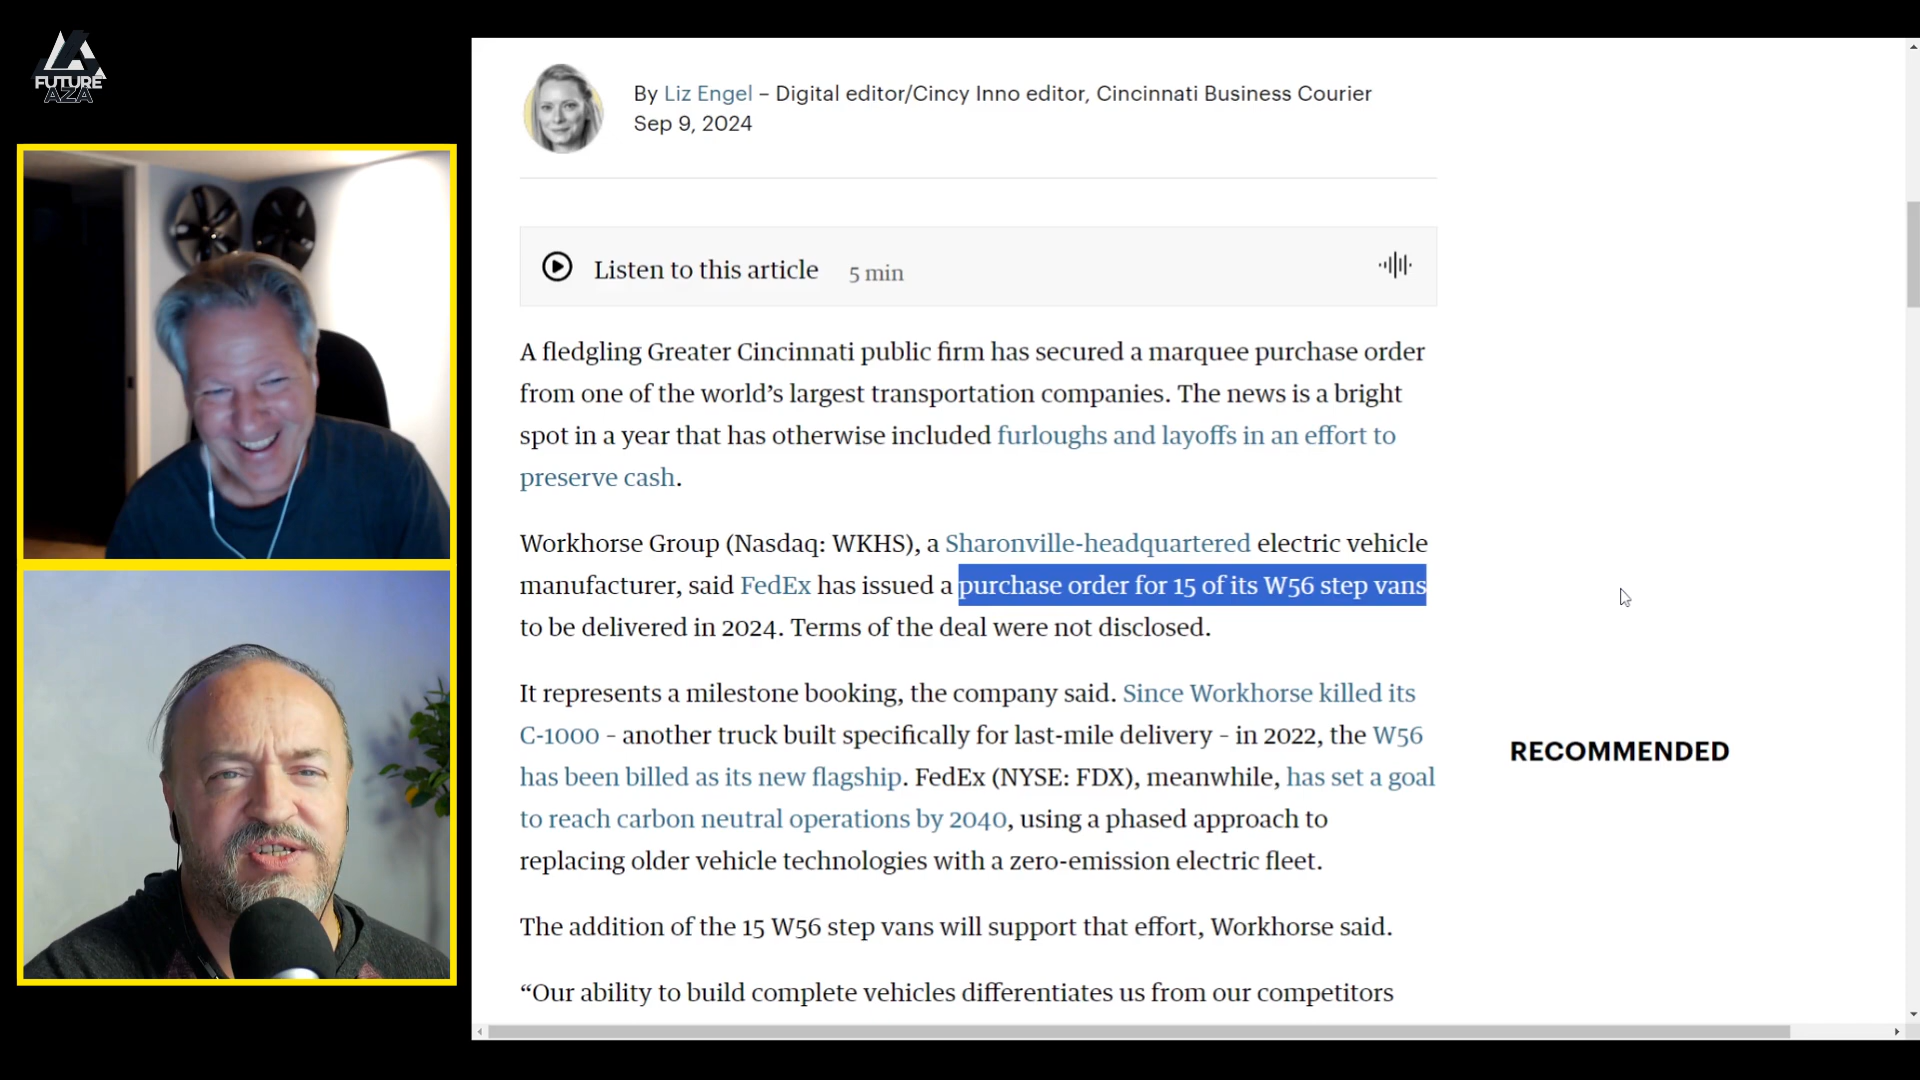 FUTURE
AZA
By Liz Engel – Digital editor/Cincy Inno editor, Cincinnati Business Courier
Sep 9, 2024
Listen to this article 5 min
A fledgling Greater Cincinnati public firm has secured a marquee purchase order
from one of the world’s largest transportation companies. The news is a bright
spot in a year that has otherwise included furloughs and layoffs in an effort to
preserve cash.
Workhorse Group (Nasdaq: WKHS), a Sharonville-headquartered electric vehicle
manufacturer, said FedEx has issued a purchase order for 15 of its W56 step vans
to be delivered in 2024. Terms of the deal were not disclosed.
It represents a milestone booking, the company said. Since Workhorse killed its
C-1000 – another truck built specifically for last-mile delivery – in 2022, the W56
has been billed as its new flagship. FedEx (NYSE: FDX), meanwhile, has set a goal
to reach carbon neutral operations by 2040, using a phased approach to
replacing older vehicle technologies with a zero-emission electric fleet.
The addition of the 15 W56 step vans will support that effort, Workhorse said.
“Our ability to build complete vehicles differentiates us from our competitors
RECOMMENDED